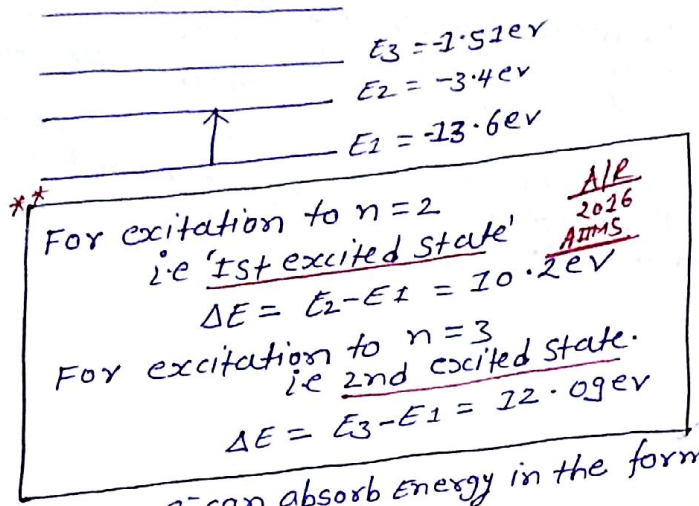 E3 = -1.51ev
E2 = -3.4ev
E1 = -13.6ev
**
A/R
2016
AIIMS
For excitation to n=2
i.e 'Ist excited state'
ΔE = E2-E1 = 10.2ev
For excitation to n=3
ie 2nd excited state.
ΔE = E3-E1 = 12.09ev
can absorb Energy in the form